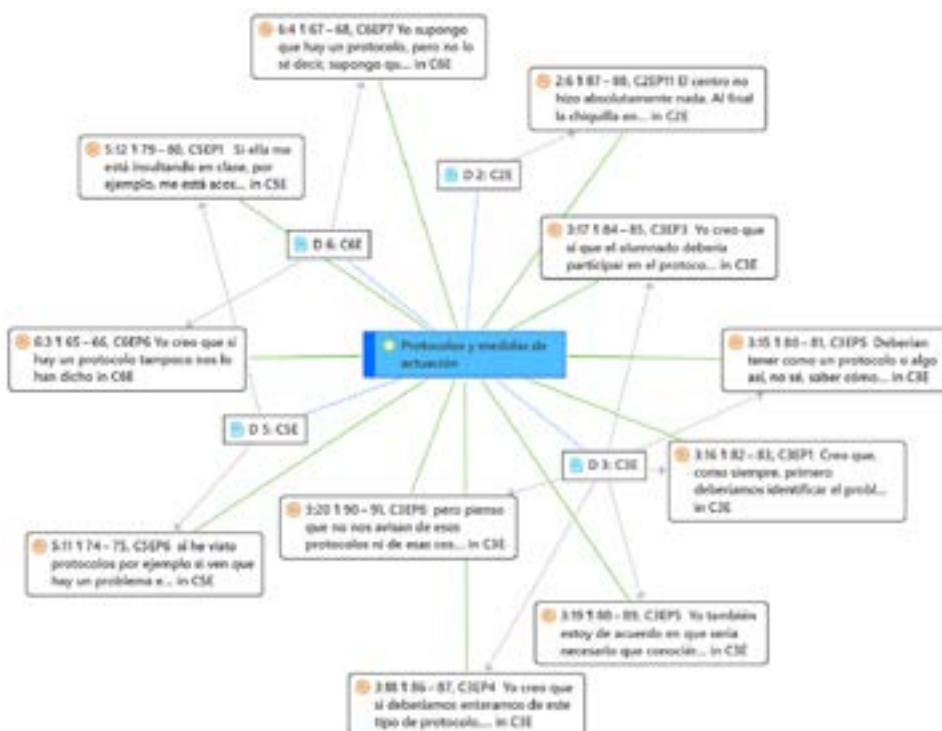 6:4 ¶ 67 – 68, C6EP7 Yo supongo
que hay un protocolo, pero no lo
sé decir, supongo qu... in C6E
2:6 ¶ 87 – 88, C2EP11 El centro no
hizo absolutamente nada. Al final
la chiquilla en... in C2E
5:12 ¶ 79 – 80, C5EP1 Si ella me
está insultando en clase, por
ejemplo, me está acos... in C5E
D 2: C2E
D 6: C6E
3:17 ¶ 84 – 85, C3EP3 Yo creo que
sí que el alumnado debería
participar en el protoco... in C3E
6:3 ¶ 65 – 66, C6EP6 Yo creo que si
hay un protocolo tampoco nos lo
han dicho in C6E
Protocolos y medidas de
actuación
3:15 ¶ 80 – 81, C3EP5 Deberían
tener como un protocolo o algo
así, no sé, saber cómo... in C3E
D 5: C5E
D 3: C3E
3:16 ¶ 82 – 83, C3EP1 Creo que,
como siempre, primero
deberíamos identificar el probl...
in C3E
3:20 ¶ 90 – 91, C3EP6 pero pienso
que no nos avisan de esos
protocolos ni de esas cos... in C3E
5:11 ¶ 74 – 75, C5EP6 sí he visto
protocolos por ejemplo si ven que
hay un problema e... in C5E
3:19 ¶ 88 – 89, C3EP5 Yo también
estoy de acuerdo en que sería
necesario que conociér... in C3E
3:18 ¶ 86 – 87, C3EP4 Yo creo que
sí deberíamos enterarnos de este
tipo de protocolo.... in C3E